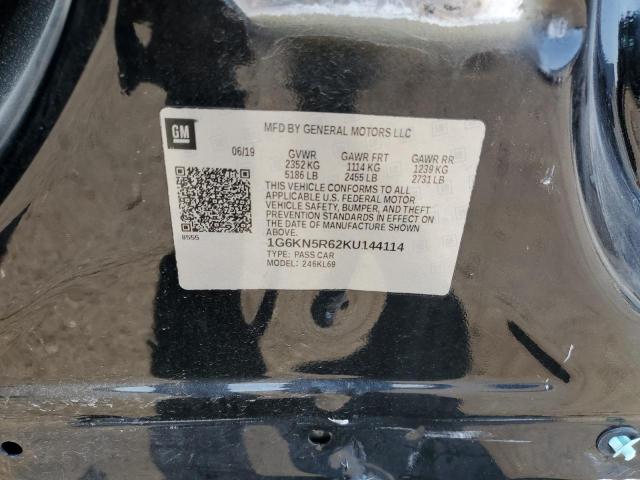 GM
MFD BY GENERAL MOTORS LLC
06/19 GVWR GAWR FRT GAWR RR
2352 KG 1114 KG 1239 KG
5186 LB 2455 LB 2731 LB
THIS VEHICLE CONFORMS TO ALL
APPLICABLE U.S. FEDERAL MOTOR
VEHICLE SAFETY, BUMPER, AND THEFT
PREVENTION STANDARDS IN EFFECT ON
THE DATE OF MANUFACTURE SHOWN
ABOVE.
8555
1G6KN5R62KU144114
TYPE: PASS CAR
MODEL: 246KL69